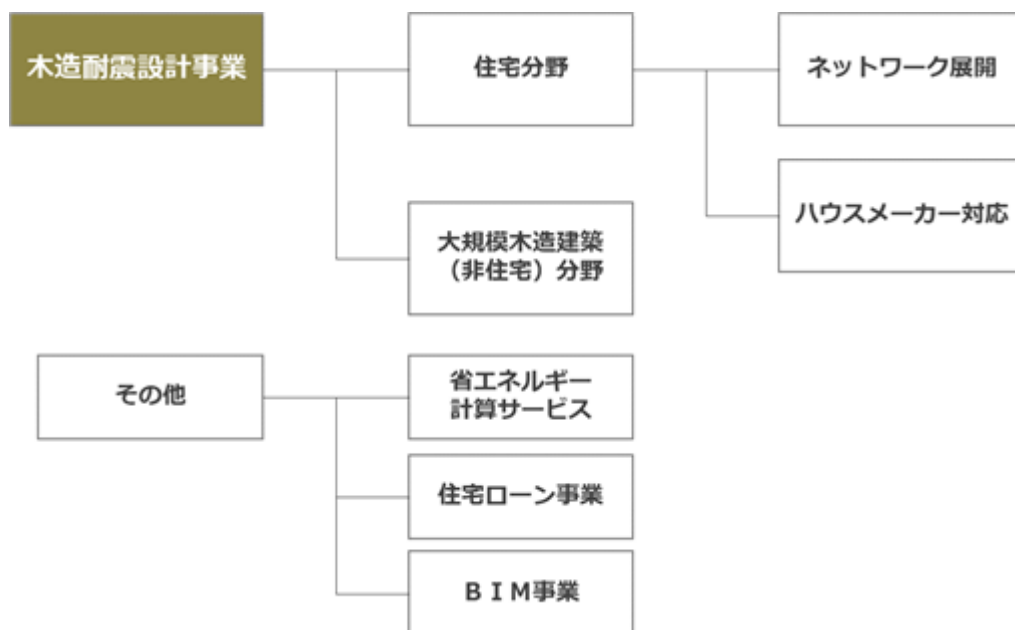 木造耐震設計事業
住宅分野
ネットワーク展開
ハウスメーカー対応
大規模木造建築
（非住宅）分野
その他
省エネルギー
計算サービス
住宅ローン事業
ＢＩＭ事業